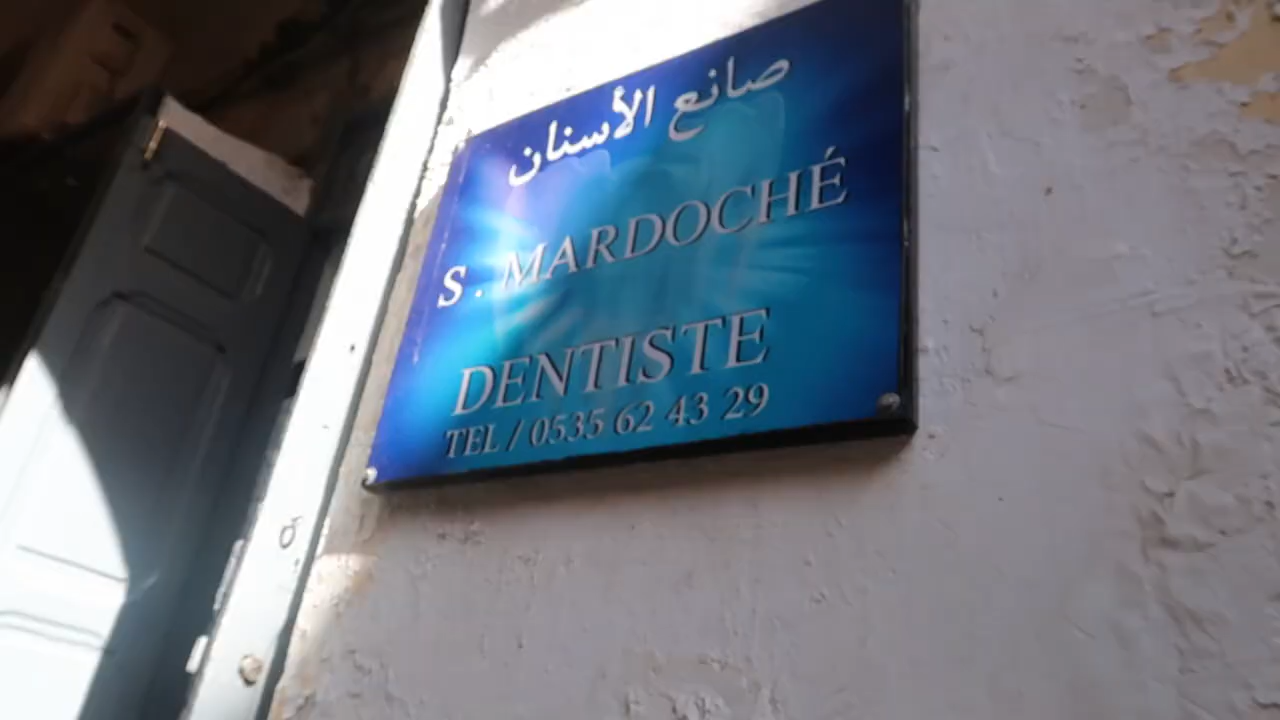 صانع الأسنان
S . MARDOCHÉ
DENTISTE
TEL / 0535 62 43 29